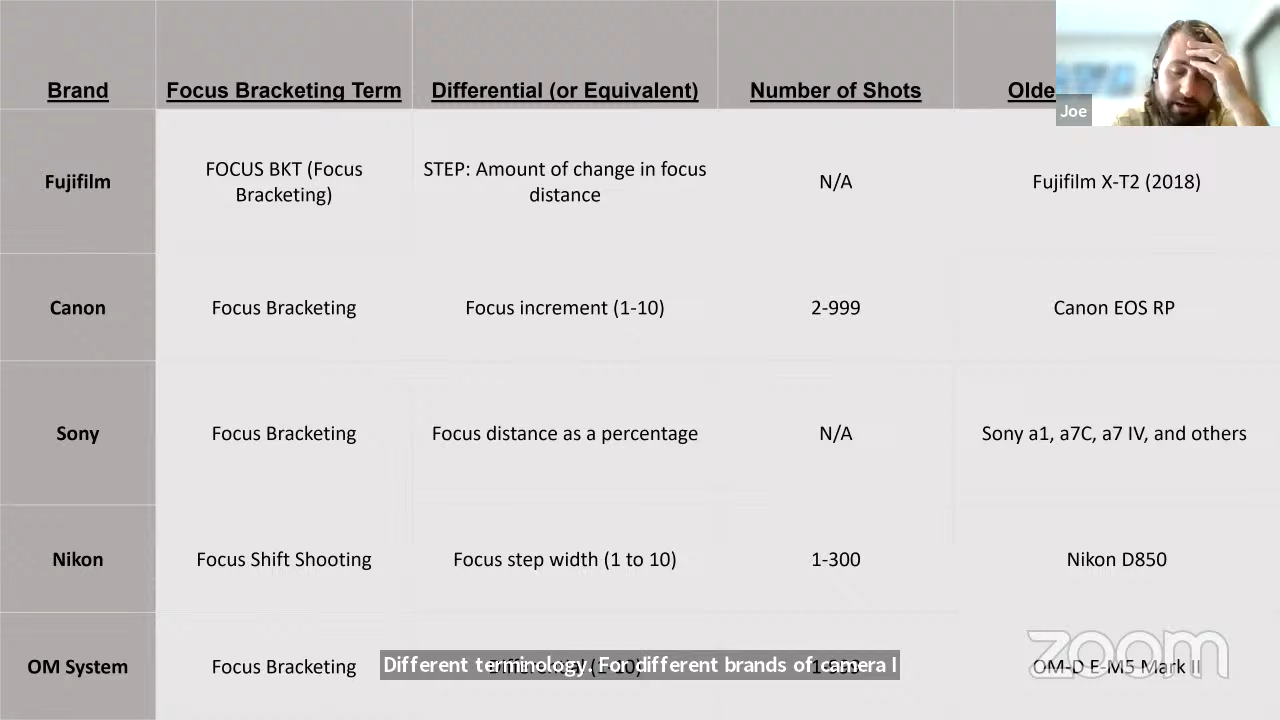 Brand
Focus Bracketing Term
Differential (or Equivalent)
Number of Shots
Olde
Joe
Fujifilm
FOCUS BKT (Focus
Bracketing)
STEP: Amount of change in focus
distance
N/A
Fujifilm X-T2 (2018)
Canon
Focus Bracketing
Focus increment (1-10)
2-999
Canon EOS RP
Sony
Focus Bracketing
Focus distance as a percentage
N/A
Sony a1, a7C, a7 IV, and others
Nikon
Focus Shift Shooting
Focus step width (1 to 10)
1-300
Nikon D850
OM System
Focus Bracketing
Different terminology. For different brands of camera I
OM-D E-M5 Mark II
zoom